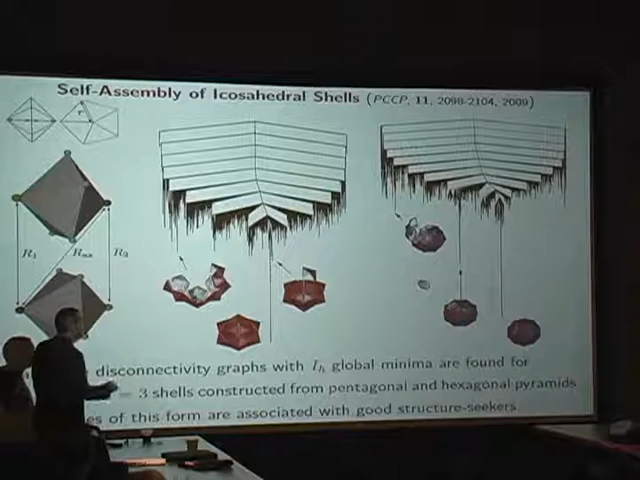 Self-Assembly of Icosahedral Shells (PCCP, 11, 2098-2104, 2009)
r
R1 Rax R2
disconnectivity graphs with Ih global minima are found for
= 3 shells constructed from pentagonal and hexagonal pyramids
es of this form are associated with good structure-seekers